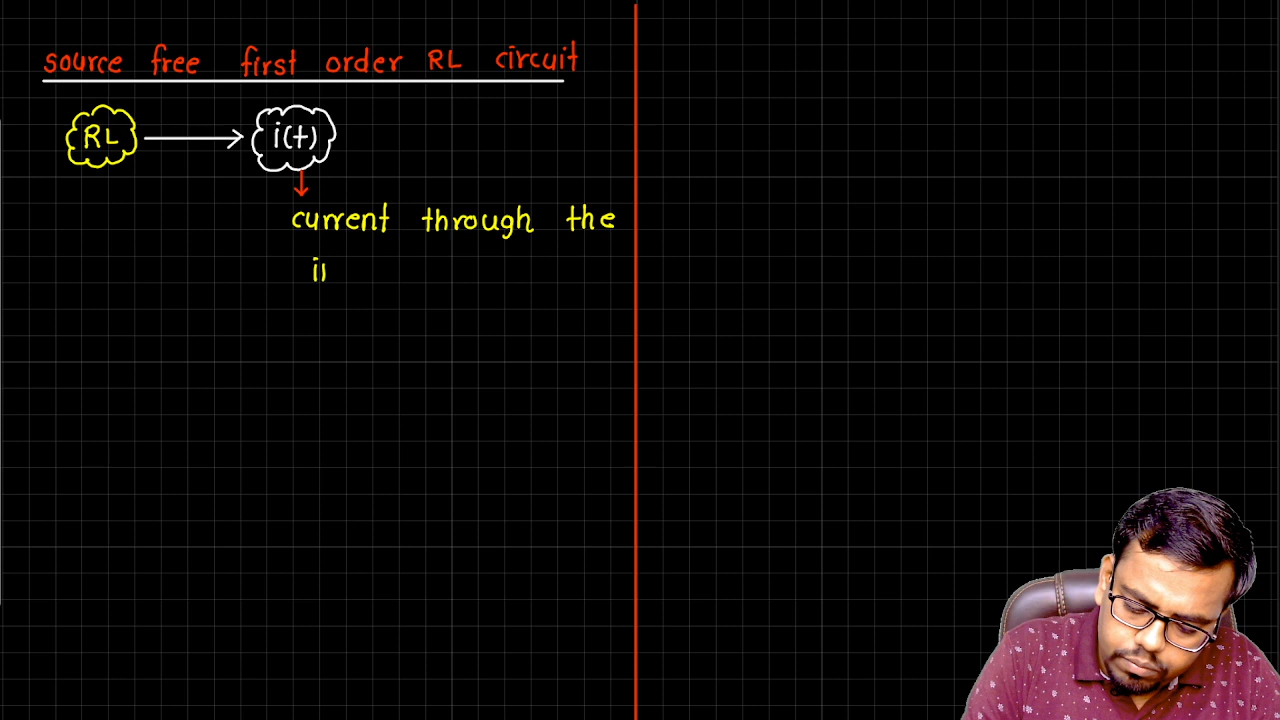 source free first order RL circuit
RL i(t)
current through the